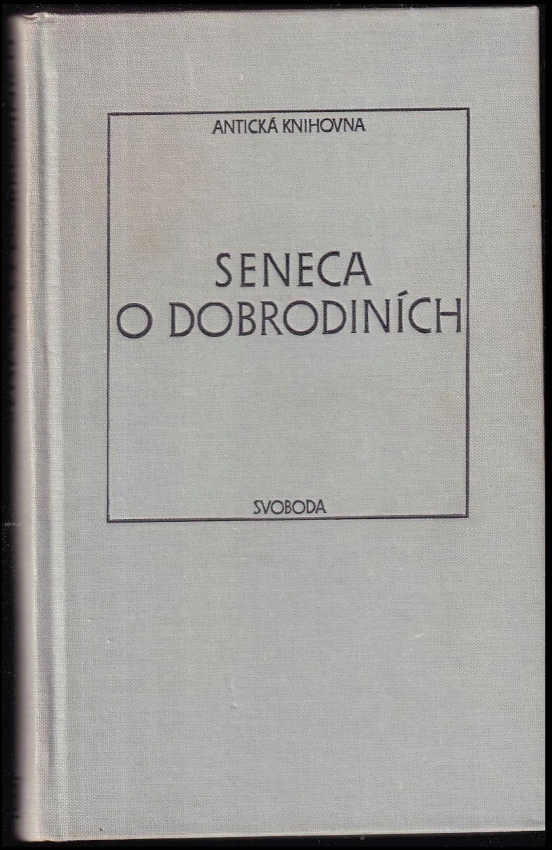 ANTICKÁ KNIHOVNA
SENECA
O DOBRODINÍCH
SVOBODA